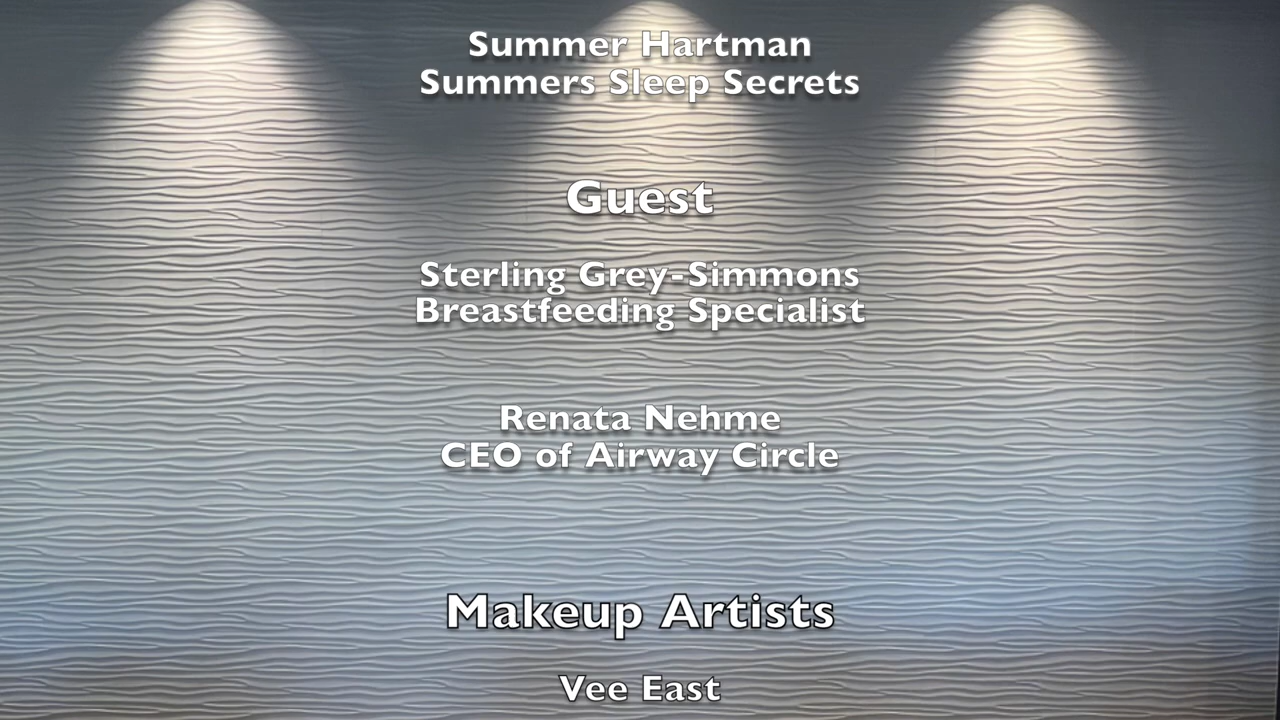 Summer Hartman
Summers Sleep Secrets
Guest
Sterling Grey-Simmons
Breastfeeding Specialist
Renata Nehme
CEO of Airway Circle
Makeup Artists
Vee East